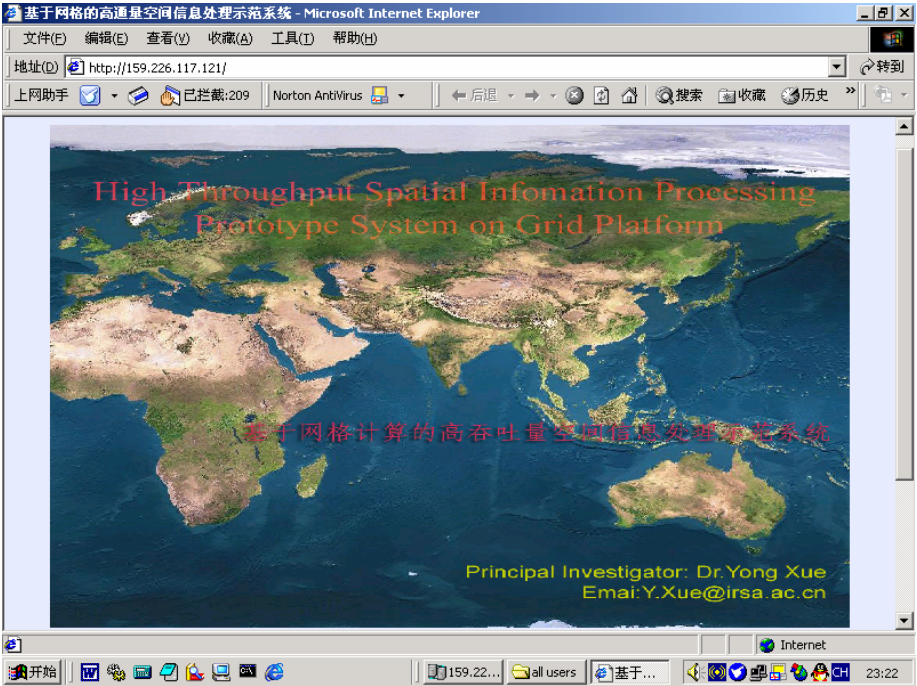 基于网格的高通量空间信息处理示范系统 - Microsoft Internet Explorer
文件(F) 编辑(E) 查看(V) 收藏(A) 工具(T) 帮助(H)
地址(D) http://159.226.117.121/ 转到
上网助手 已拦截:209 Norton AntiVirus 后退 搜索 收藏 历史 »
High Throughput Spatial Infomation Processing
Prototype System on Grid Platform
基于网格计算的高吞吐量空间信息处理示范系统
Principal Investigator: Dr.Yong Xue
Emai:Y.Xue@irsa.ac.cn
Internet
开始 159.22... all users 基于... CH 23:22